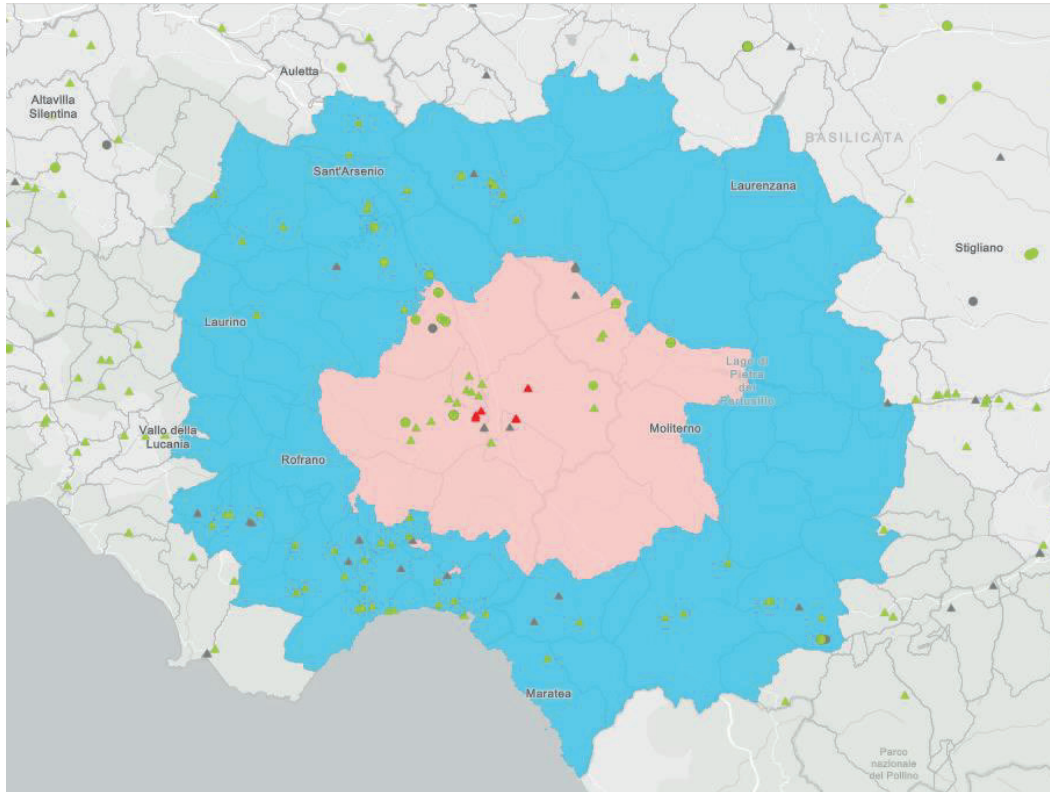 Auletta
Altavilla
Silentina
BASILICATA
Sant'Arsenio
Laurenzana
Stigliano
Laurino
Lago di
Pietra
del
Pertusillo
Vallo della
Lucania
Moliterno
Rofrano
Maratea
Parco
nazionale
del Pollino